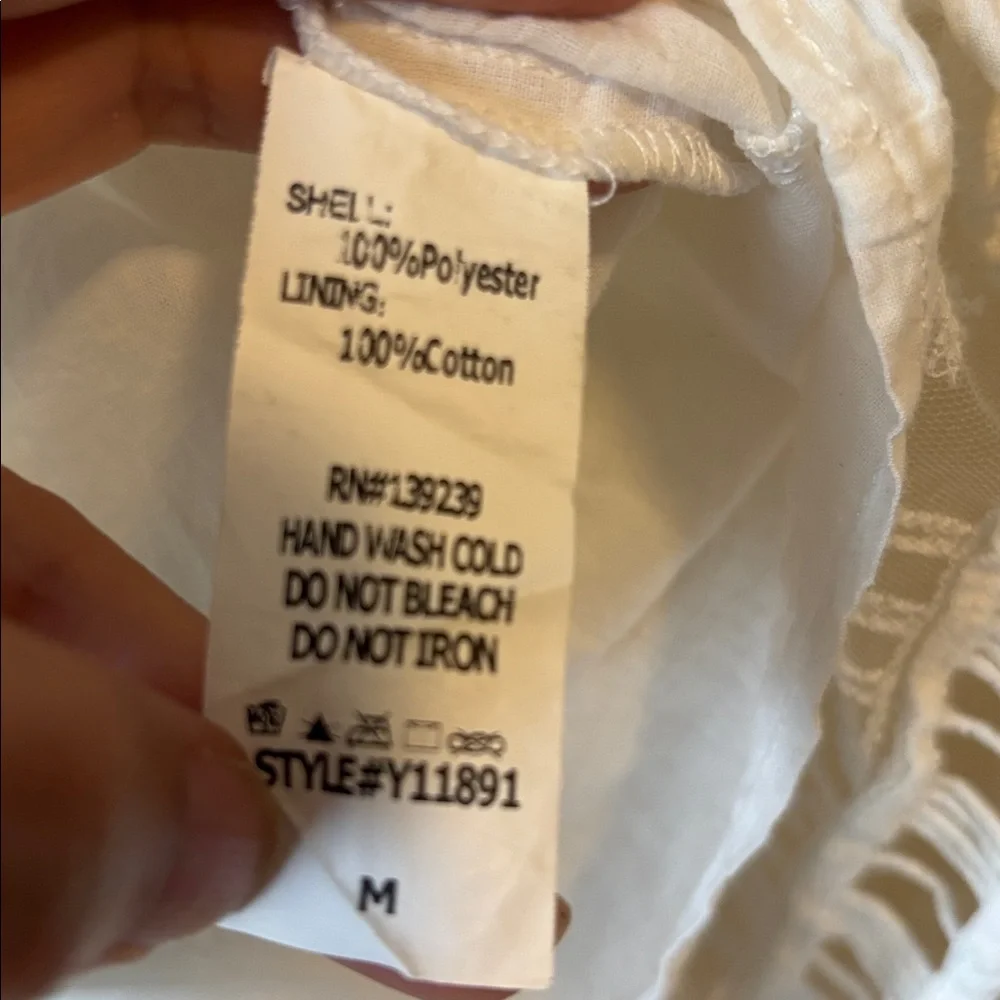 SHELL:
100%Polyester
LINING:
100%Cotton
RN#139239
HAND WASH COLD
DO NOT BLEACH
DO NOT IRON
STYLE#Y11891
M